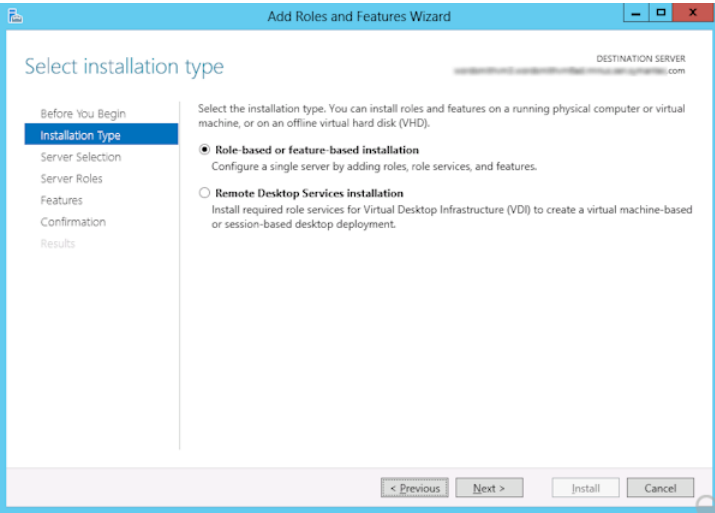 Add Roles and Features Wizard
Select installation type
DESTINATION SERVER
.com
Before You Begin
Installation Type
Server Selection
Server Roles
Features
Confirmation
Results
Select the installation type. You can install roles and features on a running physical computer or virtual
machine, or on an offline virtual hard disk (VHD).
Role-based or feature-based installation
Configure a single server by adding roles, role services, and features.
Remote Desktop Services installation
Install required role services for Virtual Desktop Infrastructure (VDI) to create a virtual machine-based
or session-based desktop deployment.
< Previous Next > Install Cancel